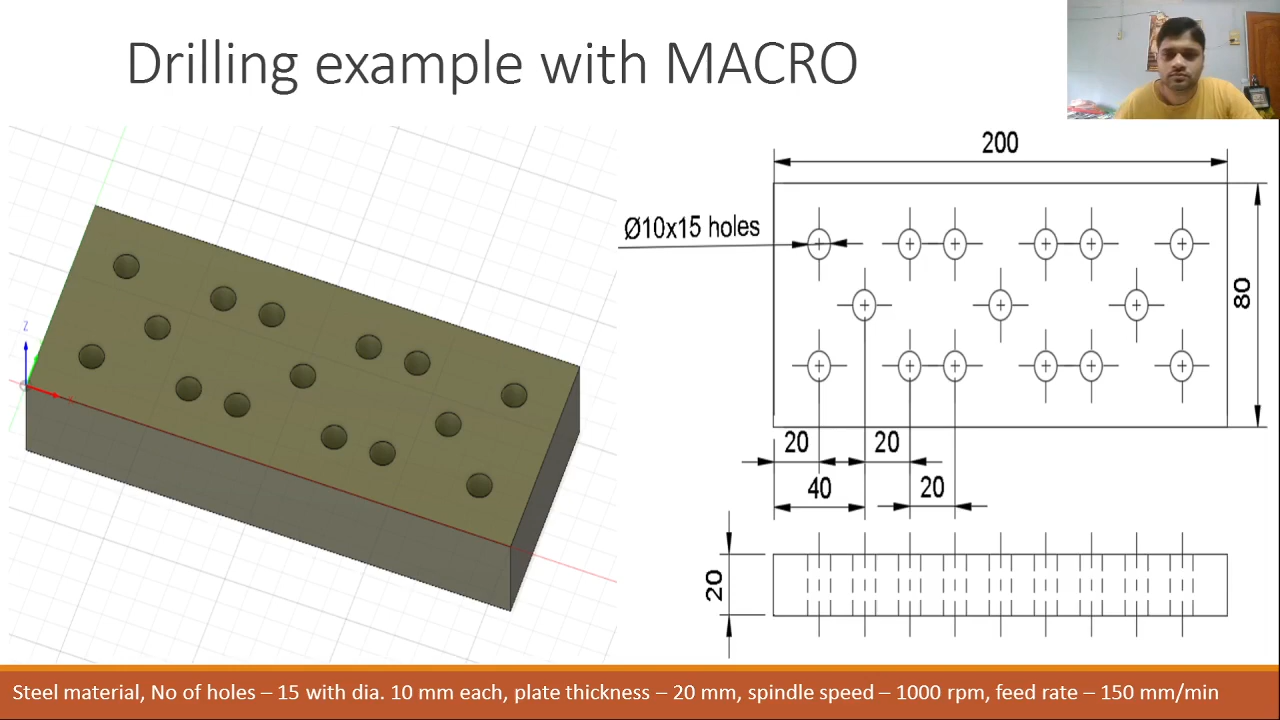 Drilling example with MACRO
200
Ø10x15 holes
80
20
20
40
20
20
Z
Steel material, No of holes – 15 with dia. 10 mm each, plate thickness – 20 mm, spindle speed – 1000 rpm, feed rate – 150 mm/min